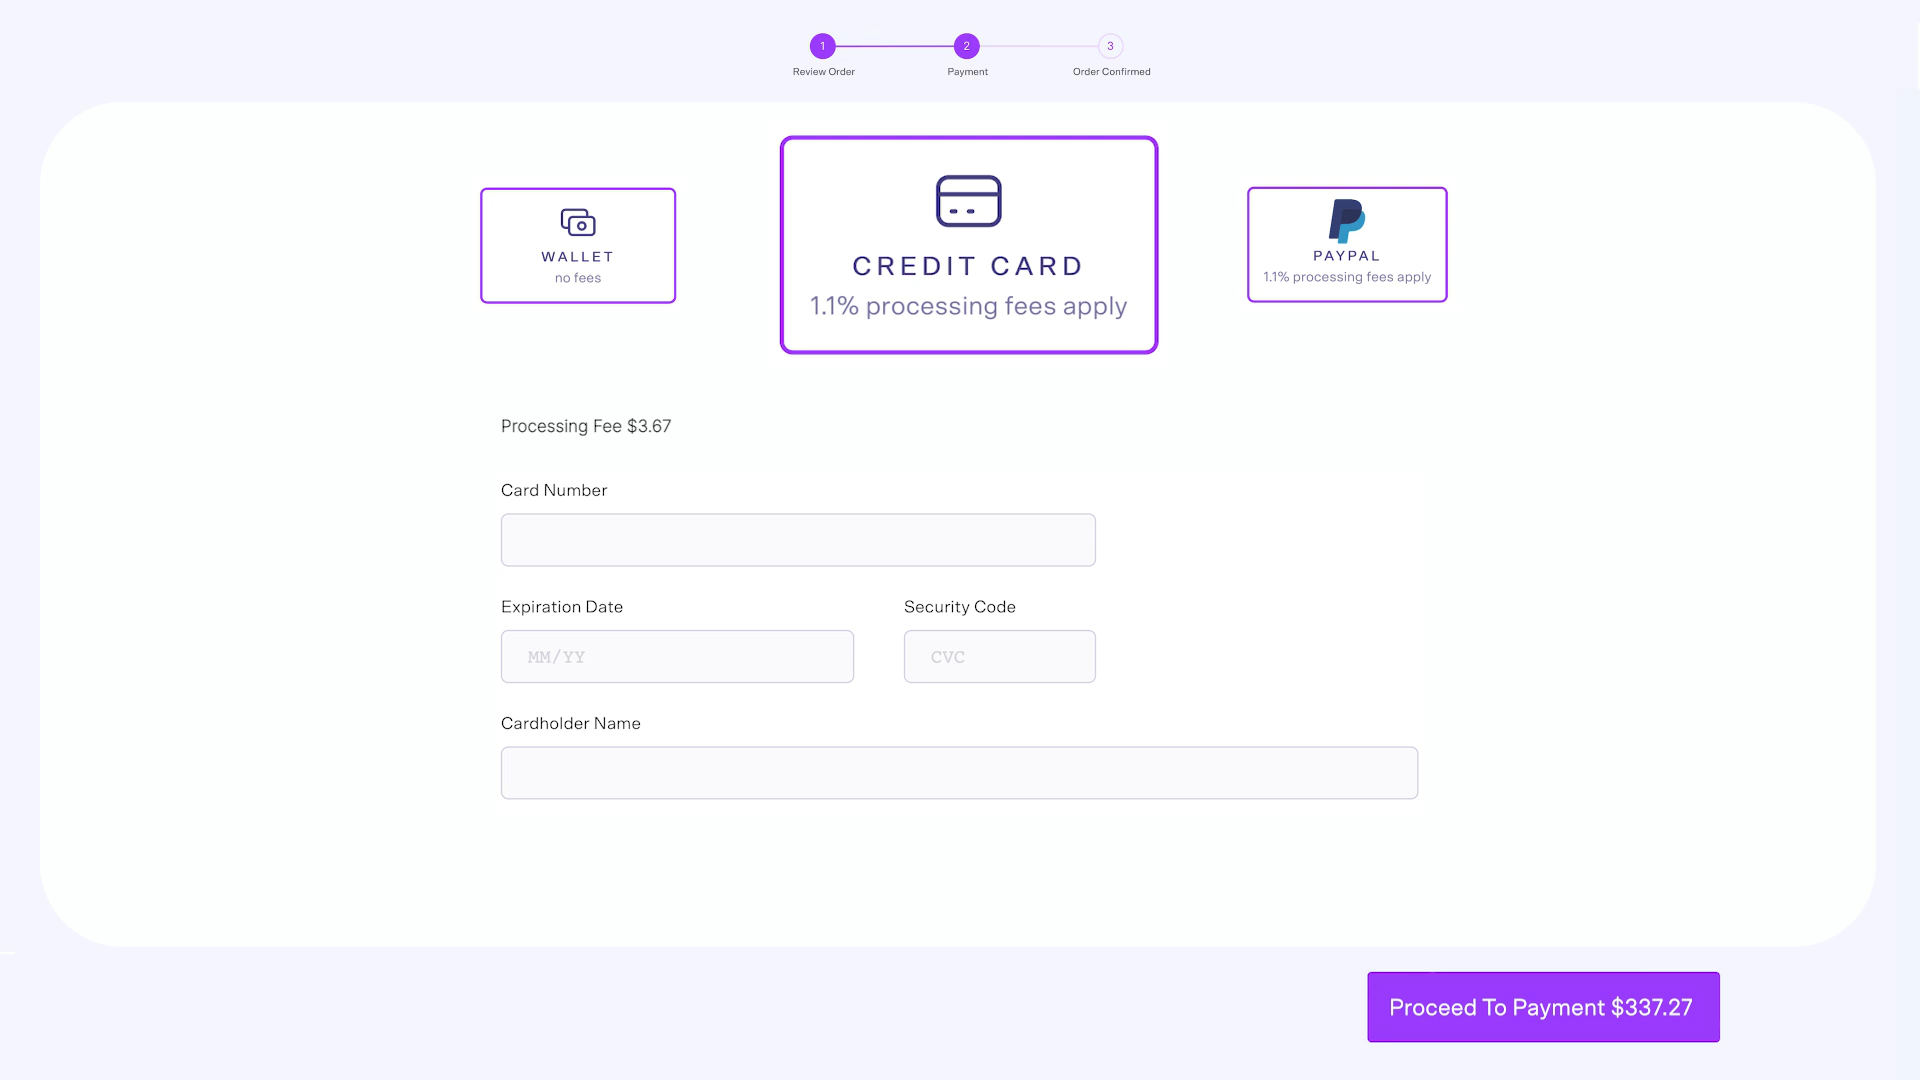 1
2
3
Review Order
Payment
Order Confirmed
WALLET
no fees
CREDIT CARD
1.1% processing fees apply
PAYPAL
1.1% processing fees apply
Processing Fee $3.67
Card Number
Expiration Date
Security Code
MM/YY
CVC
Cardholder Name
Proceed To Payment $337.27